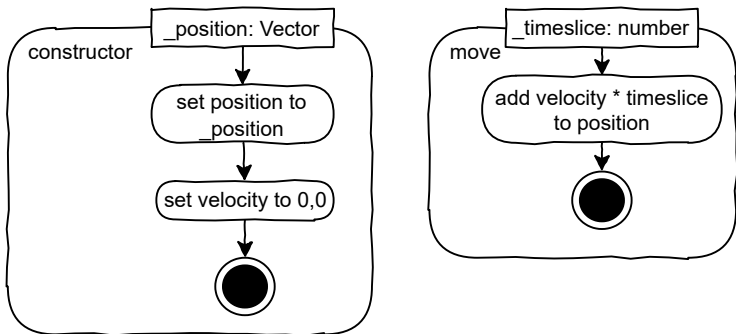 _position: Vector
constructor
set position to
_position
set velocity to 0,0
_timeslice: number
move
add velocity * timeslice
to position